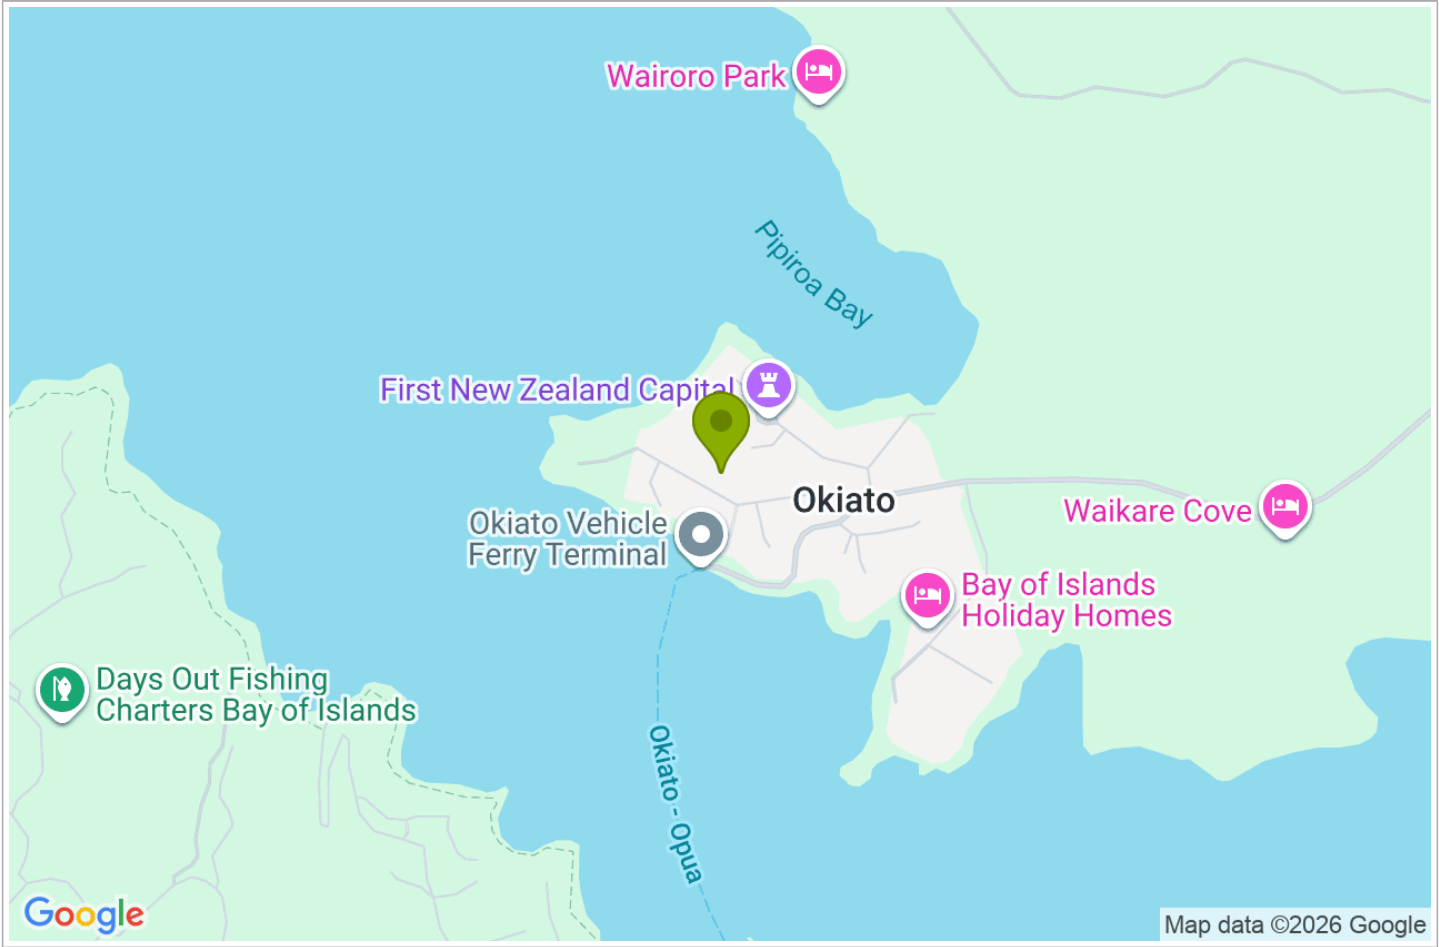 Wairoro Park
Pipiroa Bay
First New Zealand Capital
Okiato
Okiato Vehicle
Ferry Terminal
Waikare Cove
Bay of Islands
Holiday Homes
Days Out Fishing
Charters Bay of Islands
Okiato - Opua
Google
Map data ©2026 Google